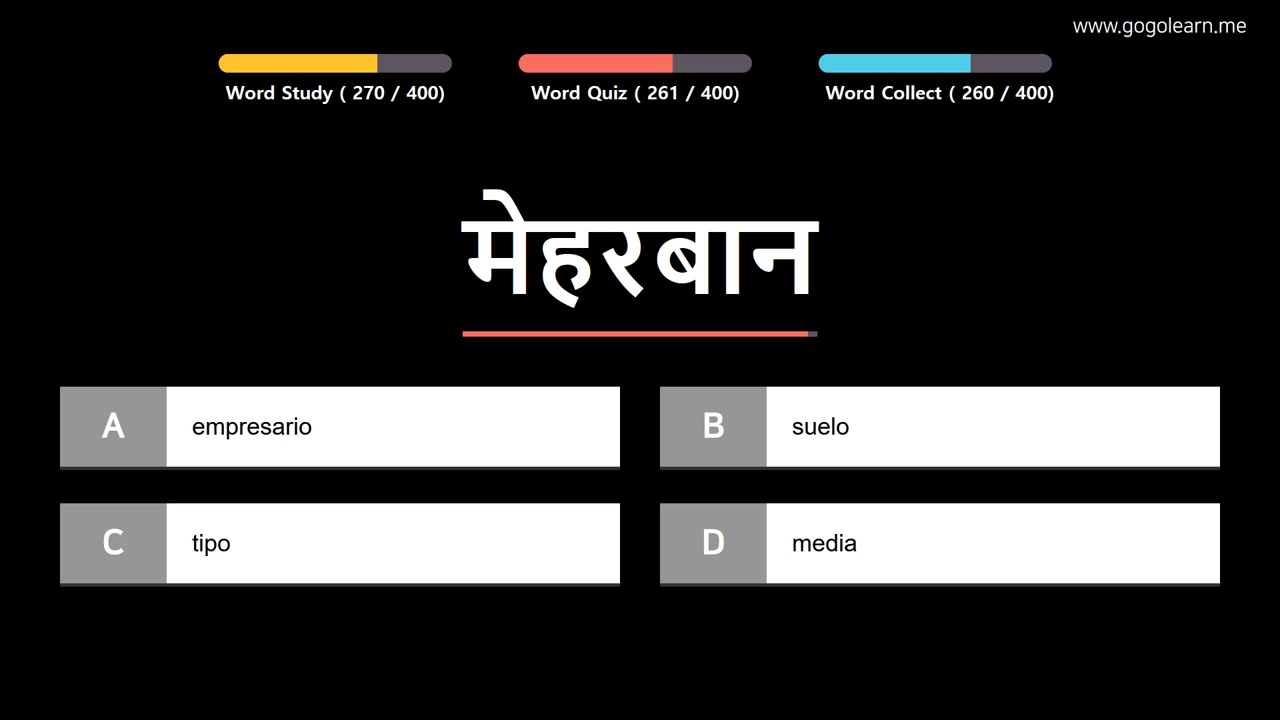 www.gogolearn.me
Word Study ( 270 / 400)
Word Quiz ( 261 / 400)
Word Collect ( 260 / 400)
मेहरबान
A
empresario
B
suelo
C
tipo
D
media